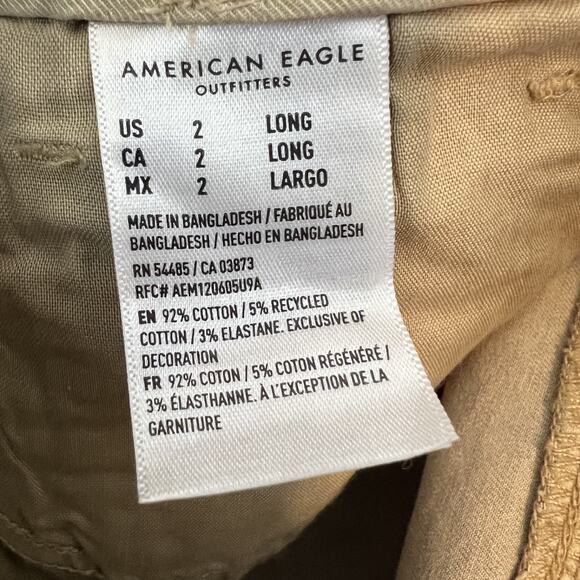 AMERICAN EAGLE
OUTFITTERS
US 2 LONG
CA 2 LONG
MX 2 LARGO
MADE IN BANGLADESH / FABRIQUÉ AU
BANGLADESH / HECHO EN BANGLADESH
RN 54485 / CA 03873
RFC# AEM120605U9A
EN 92% COTTON / 5% RECYCLED
COTTON / 3% ELASTANE. EXCLUSIVE OF
DECORATION
FR 92% COTON / 5% COTON RÉGÉNÉRÉ /
3% ÉLASTHANNE. À L'EXCEPTION DE LA
GARNITURE